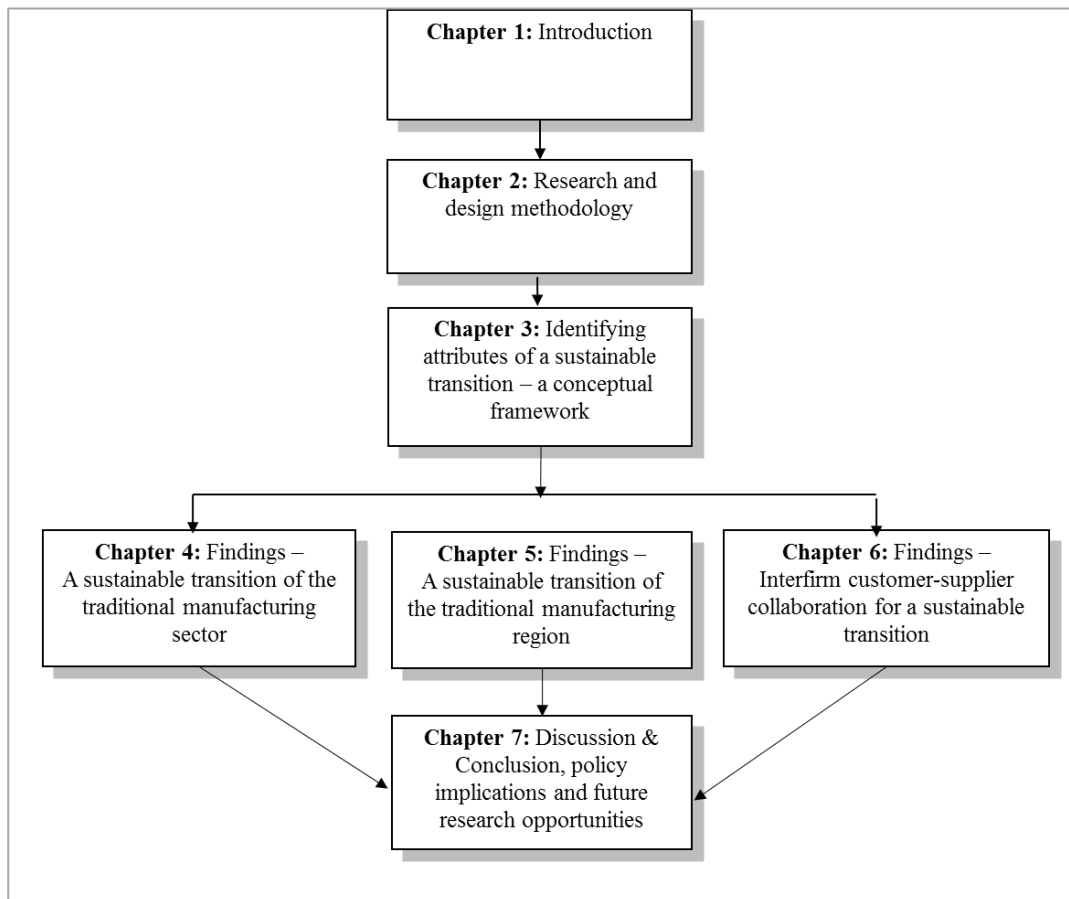 Chapter 1: Introduction
Chapter 2: Research and
design methodology
Chapter 3: Identifying
attributes of a sustainable
transition – a conceptual
framework
Chapter 4: Findings –
A sustainable transition of the
traditional manufacturing
sector
Chapter 5: Findings –
A sustainable transition of
the traditional manufacturing
region
Chapter 6: Findings –
Interfirm customer-supplier
collaboration for a sustainable
transition
Chapter 7: Discussion &
Conclusion, policy
implications and future
research opportunities